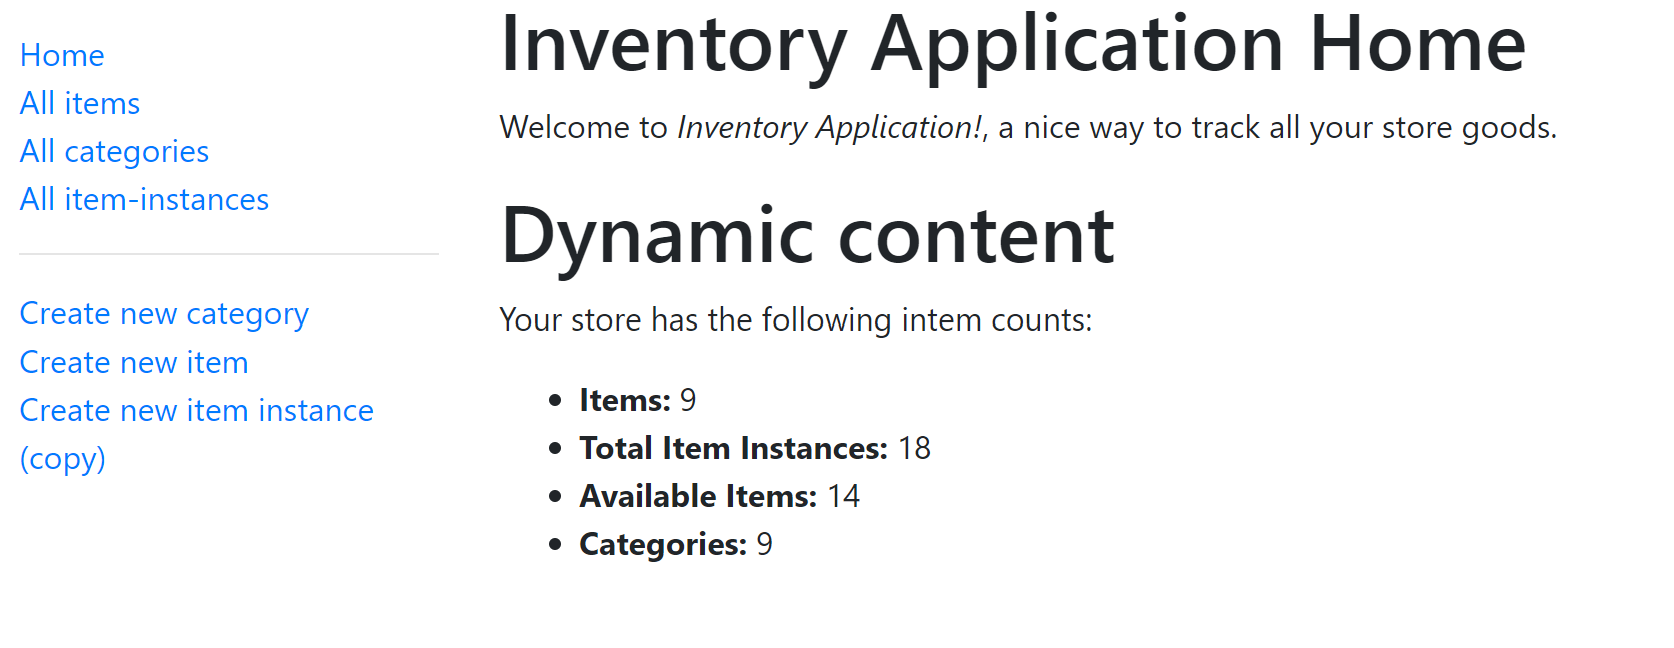 Home
All items
All categories
All item-instances
Create new category
Create new item
Create new item instance
(copy)
Inventory Application Home
Welcome to Inventory Application!, a nice way to track all your store goods.
Dynamic content
Your store has the following intem counts:
Items: 9
Total Item Instances: 18
Available Items: 14
Categories: 9